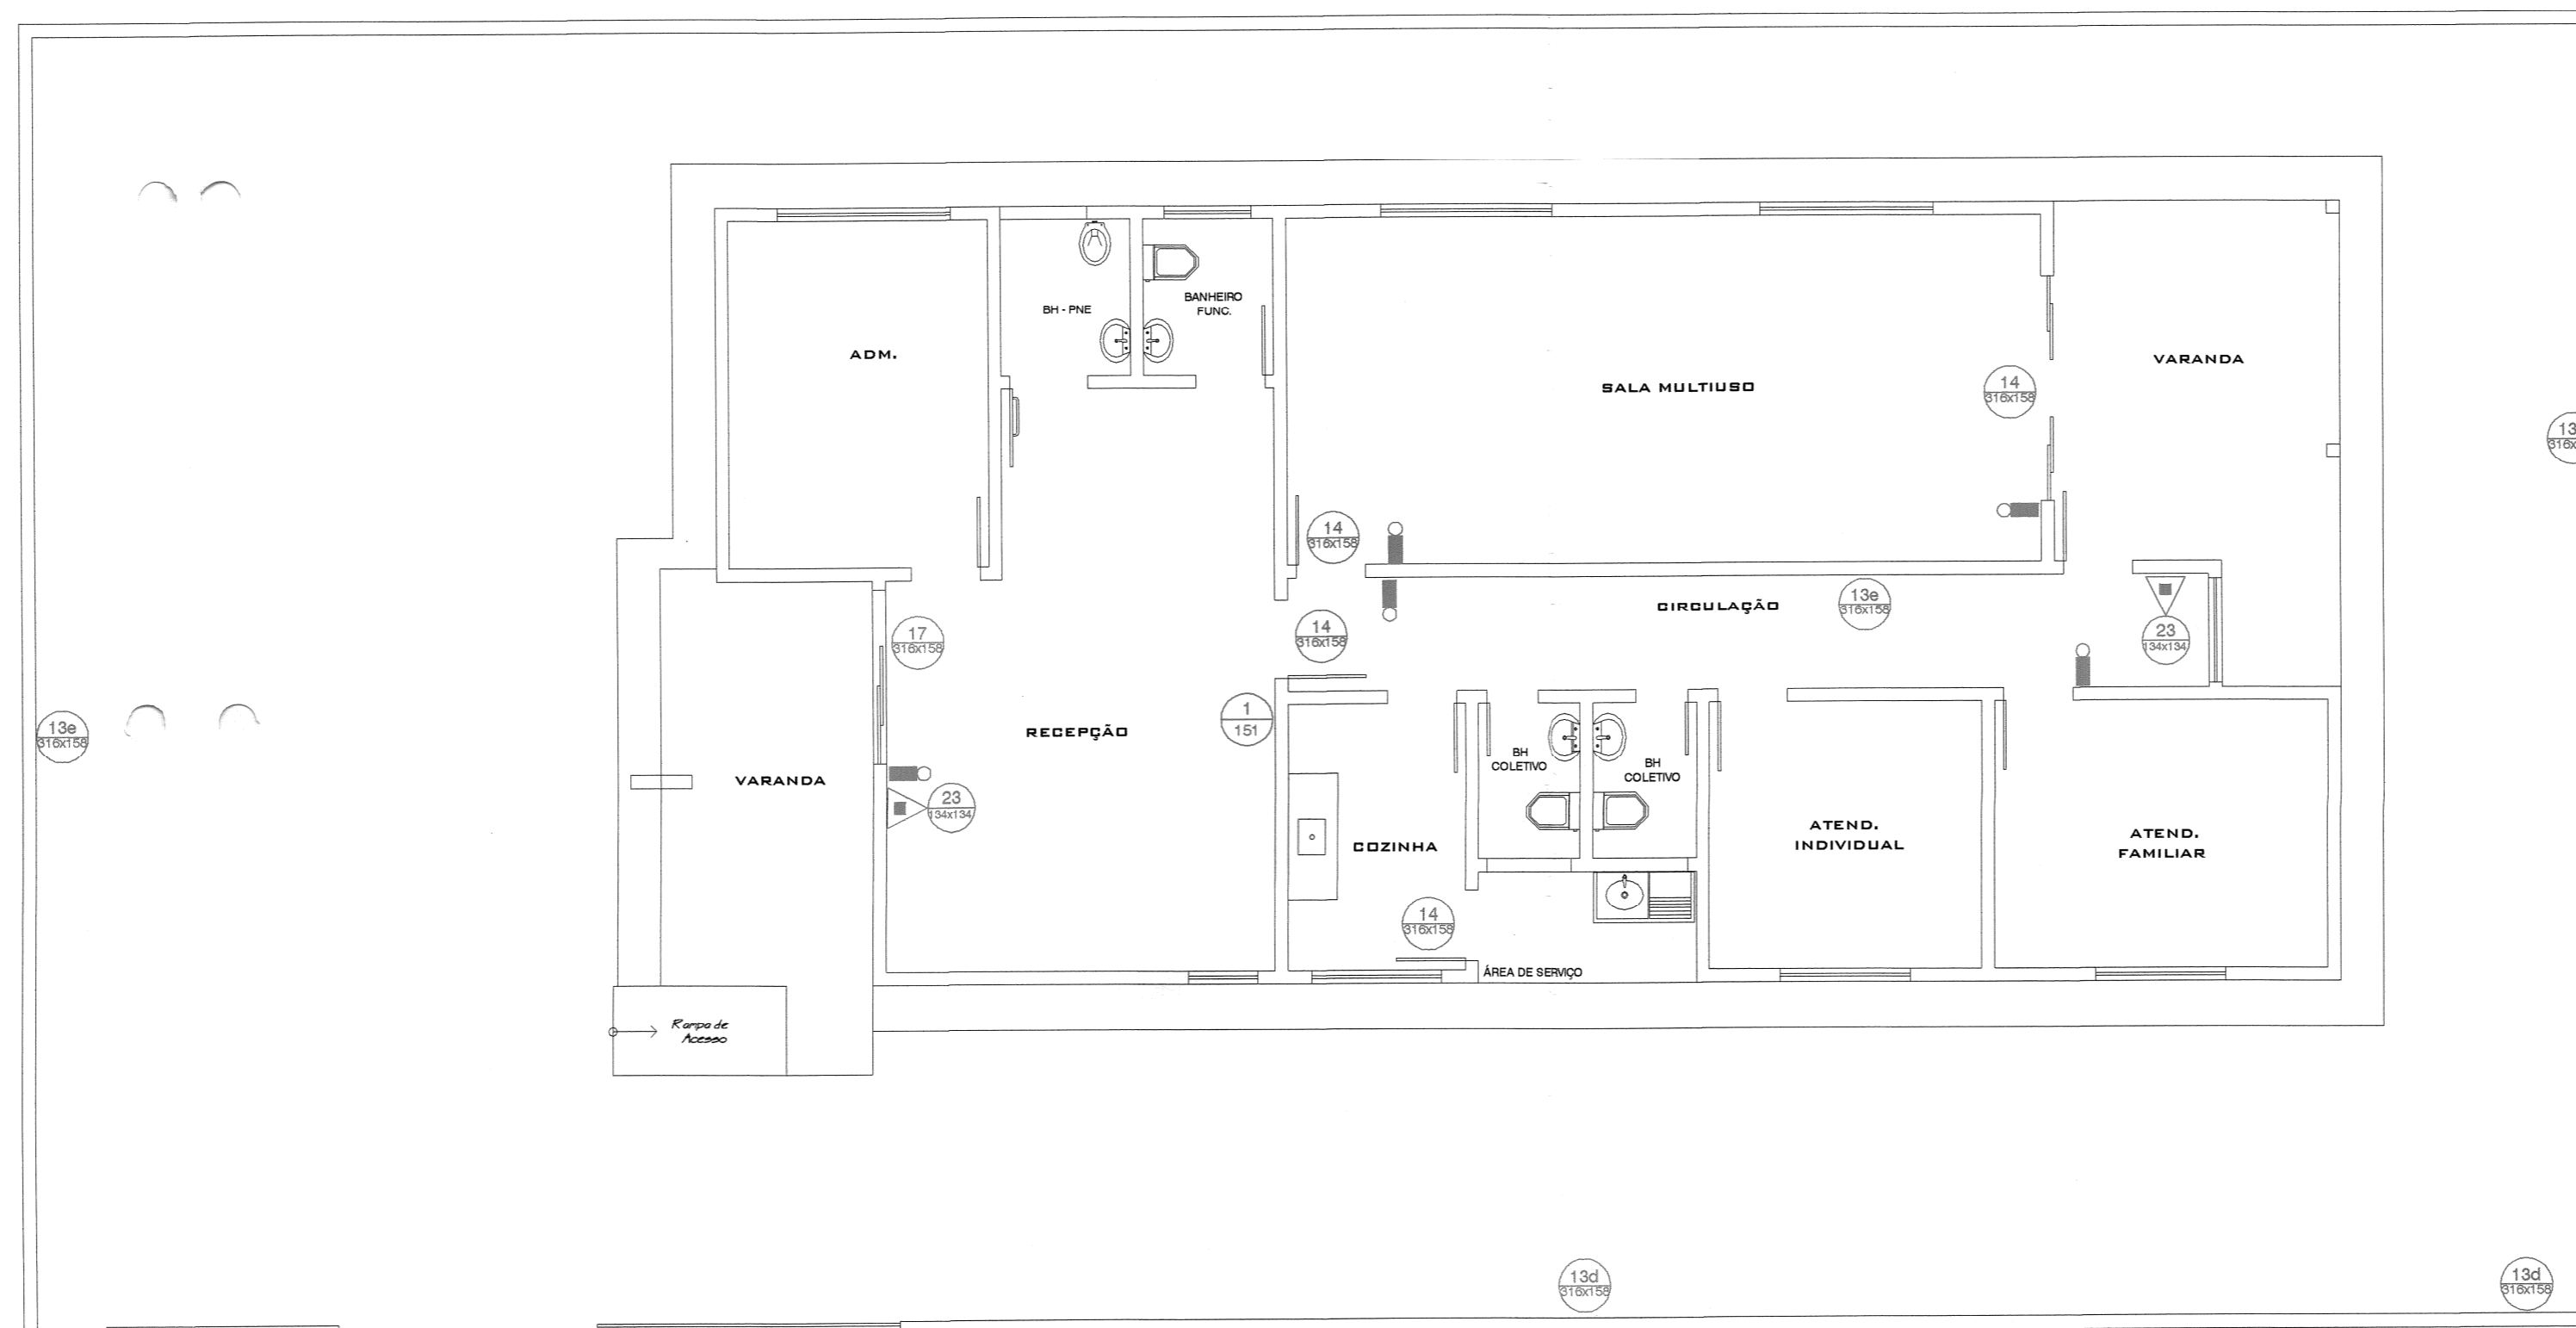 BH - PNE
BANHEIRO
FUNC.
ADM.
SALA MULTIUSO
VARANDA
14
316x158
13
316x
14
316x158
17
316x158
14
316x158
CIRCULAÇÃO
13e
316x158
23
134x134
13e
316x158
RECEPÇÃO
1
151
VARANDA
23
134x134
BH
COLETIVO
BH
COLETIVO
COZINHA
ATEND.
INDIVIDUAL
ATEND.
FAMILIAR
14
316x158
ÁREA DE SERVIÇO
Rampa de
Acesso
13d
316x158
13d
316x158